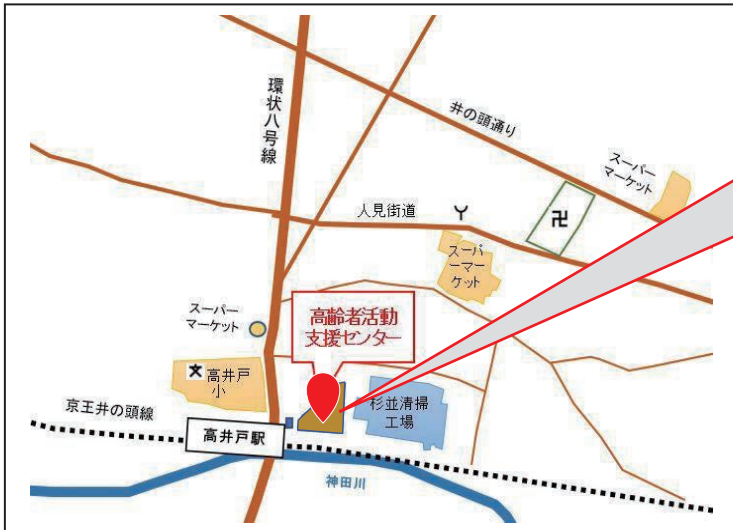 環状八号線
井の頭通り
スーパー
マーケット
人見街道
卍
スーパ
ーマー
ケット
高齢者活動
支援センター
スーパー
マーケット
文
高井戸
小
杉並清掃
工場
京王井の頭線
高井戸駅
神田川